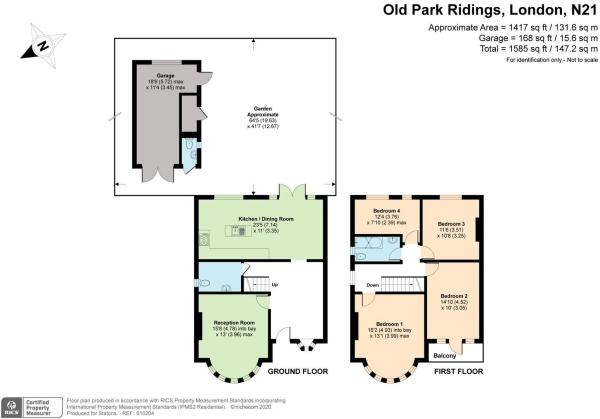 Old Park Ridings, London, N21
Approximate Area = 1417 sq ft / 131.6 sq m
Garage = 168 sq ft / 15.6 sq m
Total = 1585 sq ft / 147.2 sq m
For identification only - Not to scale
N
Garage
18'9 (5.72) max
x 11'4 (3.45) max
Garden
Approximate
64'5 (19.63)
x 41'7 (12.67)
Kitchen / Dining Room
23'5 (7.14)
x 11' (3.35)
Up
Reception Room
15'8 (4.78) into bay
x 13' (3.96) max
GROUND FLOOR
Bedroom 4
12'4 (3.76)
x 7'10 (2.39) max
Bedroom 3
11'6 (3.51)
x 10'8 (3.25)
Down
Bedroom 2
14'10 (4.52)
x 10' (3.05)
Bedroom 1
16'2 (4.93) into bay
x 13'1 (3.99) max
Balcony
FIRST FLOOR
RICS
Certified
Property
Measurer
Floor plan produced in accordance with RICS Property Measurement Standards incorporating
International Property Measurement Standards (IPMS2 Residential). ©nichecom 2020.
Produced for Statons. REF: 610204